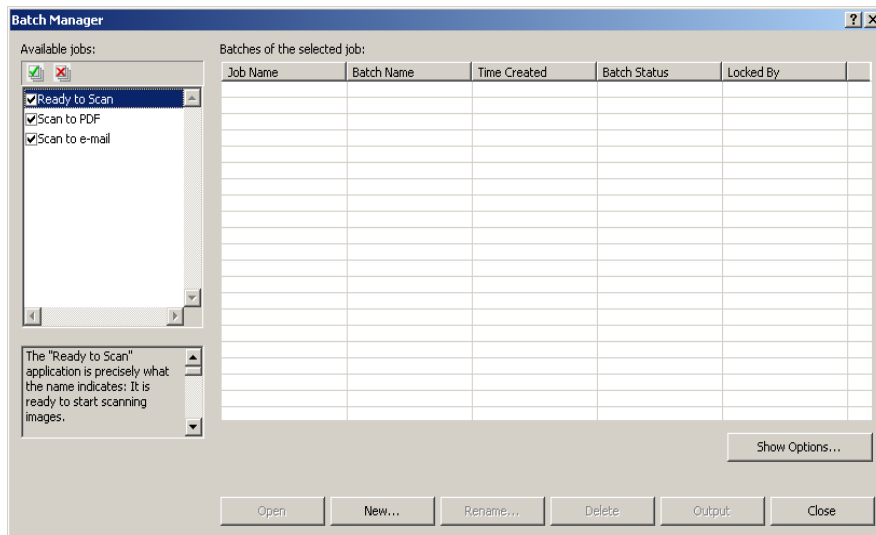 Batch Manager
Available jobs:
Batches of the selected job:
Job Name Batch Name Time Created Batch Status Locked By
Ready to Scan
Scan to PDF
Scan to e-mail
The "Ready to Scan"
application is precisely what
the name indicates: It is
ready to start scanning
images.
Show Options...
Open New... Rename... Delete Output Close